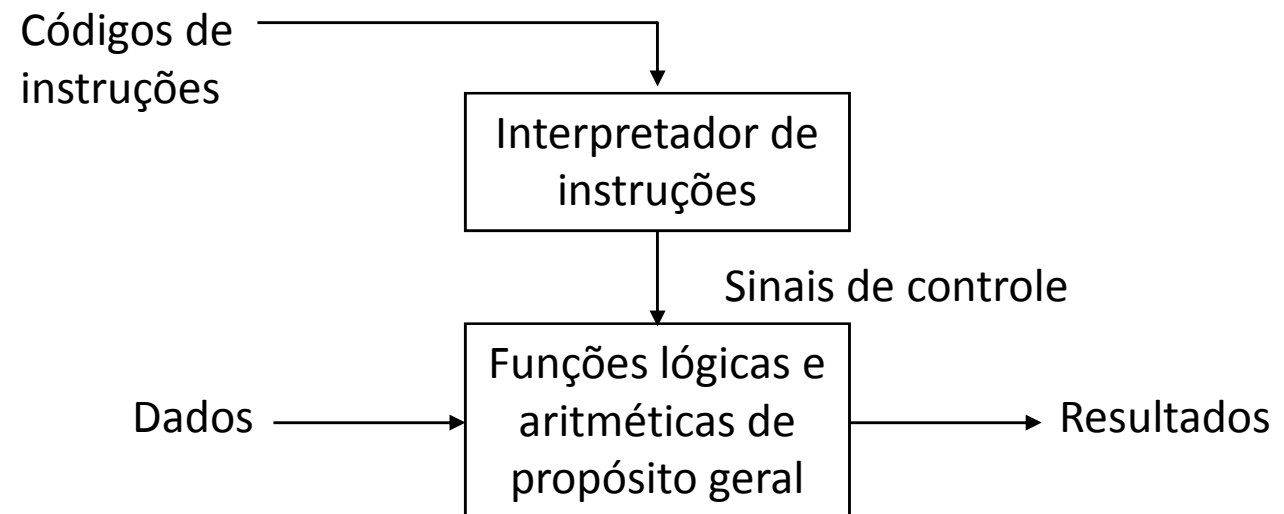 Códigos de
instruções
Interpretador de
instruções
Sinais de controle
Funções lógicas e
aritméticas de
propósito geral
Dados
Resultados